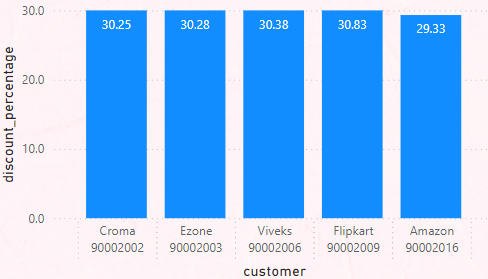 discount_percentage
30.0
20.0
10.0
0.0
30.25
30.28
30.38
30.83
29.33
Croma
90002002
Ezone
90002003
Viveks
90002006
Flipkart
90002009
Amazon
90002016
customer